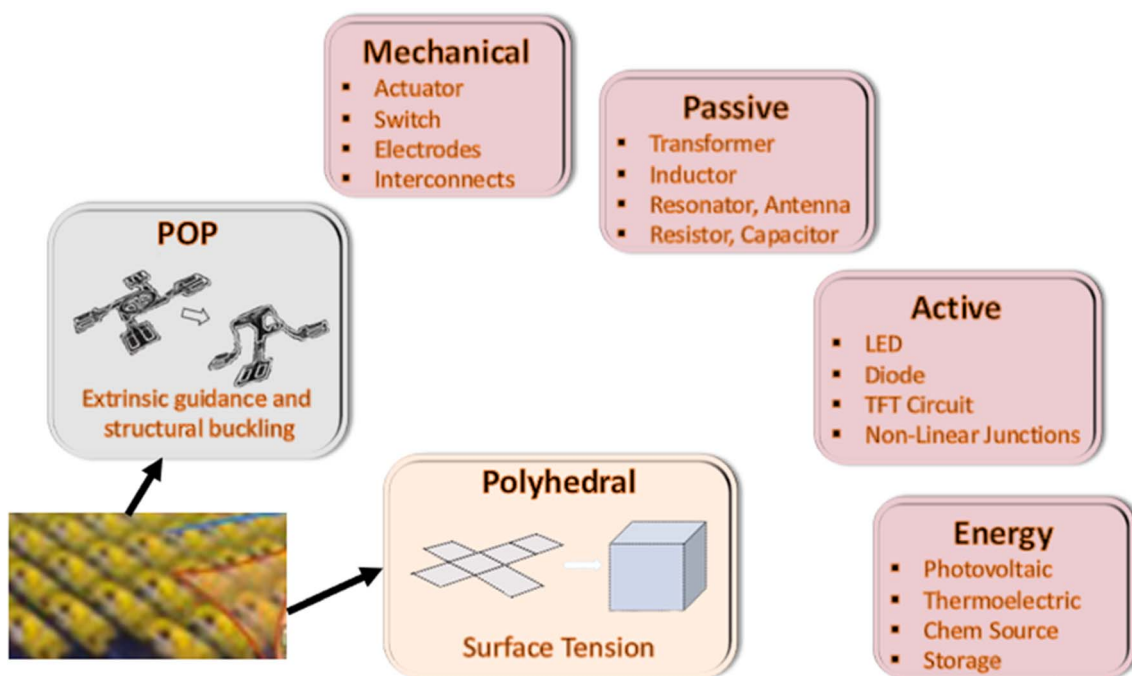 Mechanical
▪ Actuator
▪ Switch
▪ Electrodes
▪ Interconnects
Passive
▪ Transformer
▪ Inductor
▪ Resonator, Antenna
▪ Resistor, Capacitor
POP
Extrinsic guidance and
structural buckling
Active
▪ LED
▪ Diode
▪ TFT Circuit
▪ Non-Linear Junctions
Polyhedral
Surface Tension
Energy
▪ Photovoltaic
▪ Thermoelectric
▪ Chem Source
▪ Storage